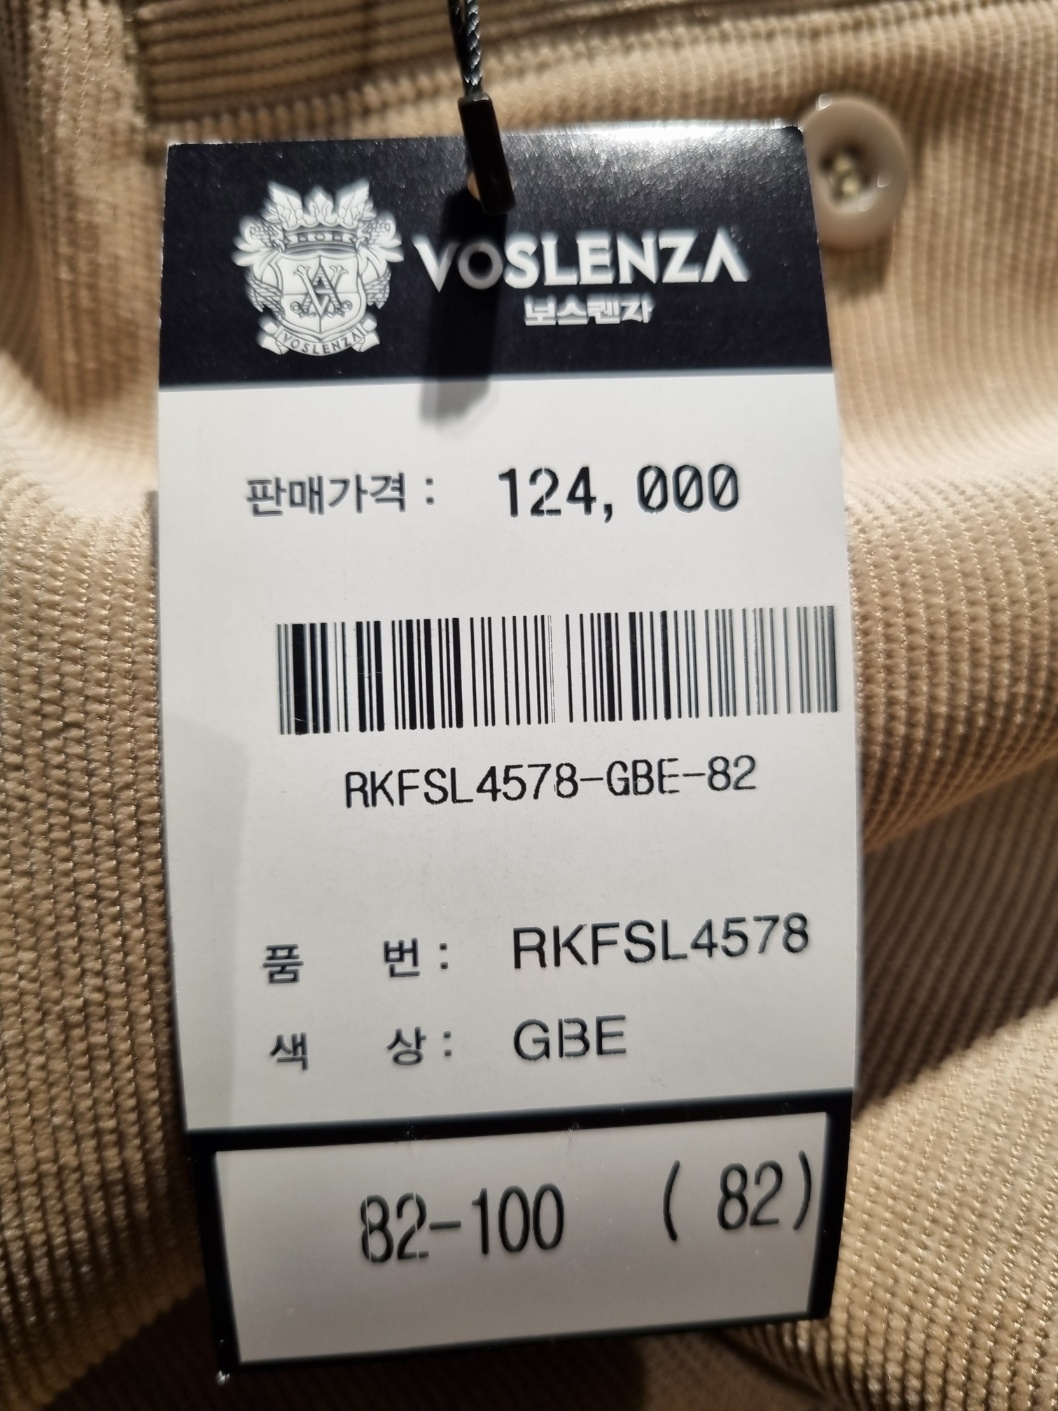 VOSLENZA
보스렌자
VOSLENZA
판매가격 : 124,000
RKFSL4578-GBE-82
품 번 : RKFSL4578
색 상 : GBE
82-100 ( 82)